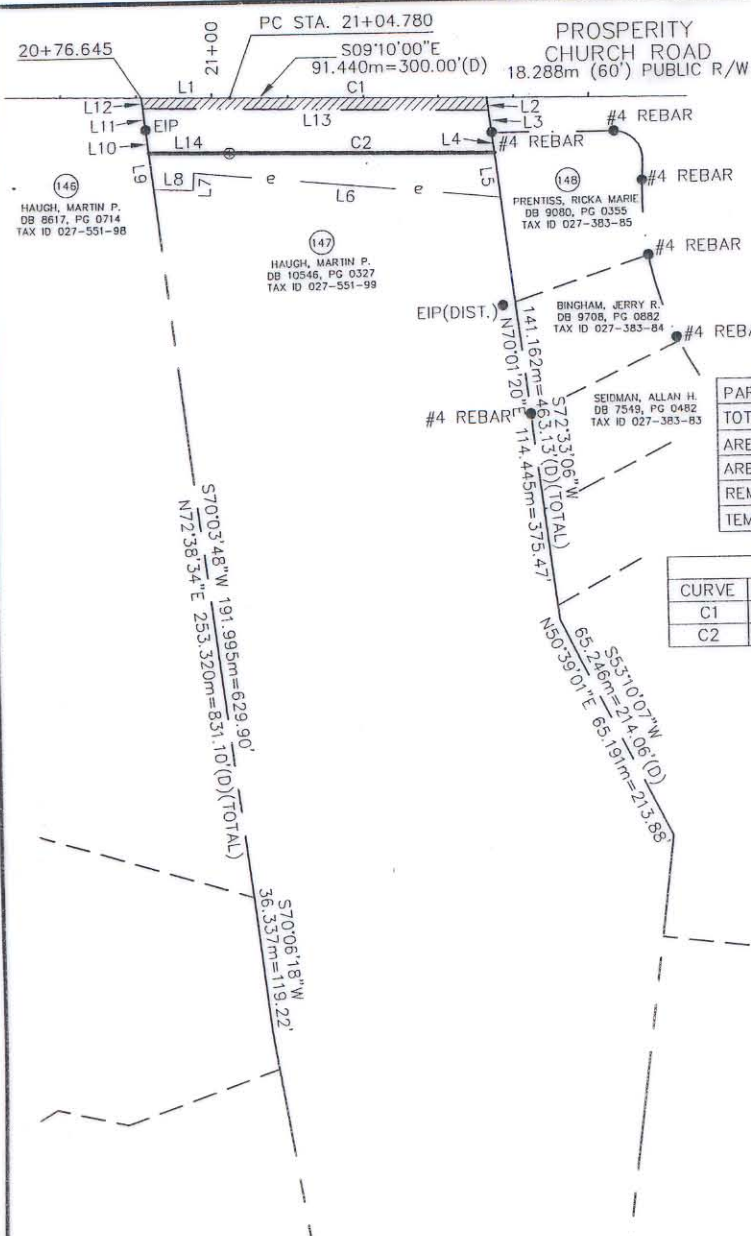 PC STA. 21+04.780
20+76.645
21+00
S09°10'00"E
91.440m=300.00'(D)
PROSPERITY
CHURCH ROAD
18.288m (60') PUBLIC R/W
L1
C1
L12
L13
L2
L11
EIP
L3
#4 REBAR
L10
L14
C2
L4
#4 REBAR
L9
L8
L7
e
L6
e
L5
#4 REBAR
146
HAUGH, MARTIN P.
DB 8617, PG 0714
TAX ID 027-551-98
148
PRENTISS, RICKA MARIE
DB 9080, PG 0355
TAX ID 027-383-85
147
HAUGH, MARTIN P.
DB 10546, PG 0327
TAX ID 027-551-99
#4 REBAR
EIP(DIST.)
BINGHAM, JERRY R.
DB 9708, PG 0882
TAX ID 027-383-84
#4 REBA
#4 REBAR
SEIDMAN, ALLAN H.
DB 7549, PG 0482
TAX ID 027-383-83
S72°33'06"W
141.162m=463.13'(D)(TOTAL)
N70°01'20"E 114.445m=375.47'
PAR
TOT
ARE
ARE
REM
TEM
CURVE
C1
C2
S70°03'48"W 191.995m=629.90'
N72°38'34"E 253.320m=831.10'(D)(TOTAL)
S53°10'07"W
65.246m=214.06'(D)
N50°39'01"E 65.191m=213.88'
S70°06'18"W
36.337m=119.22'